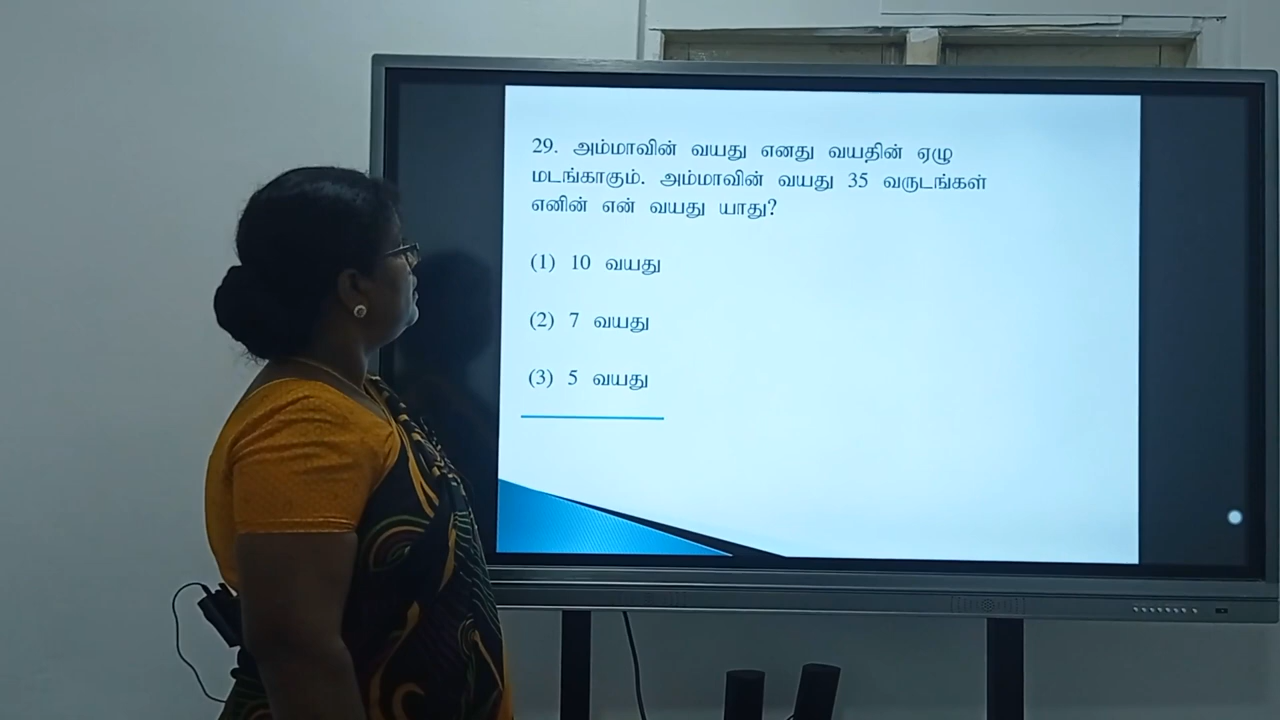 29. அம்மாவின் வயது எனது வயதின் ஏழு
மடங்காகும். அம்மாவின் வயது 35 வருடங்கள்
எனின் என் வயது யாது?
(1) 10 வயது
(2) 7 வயது
(3) 5 வயது